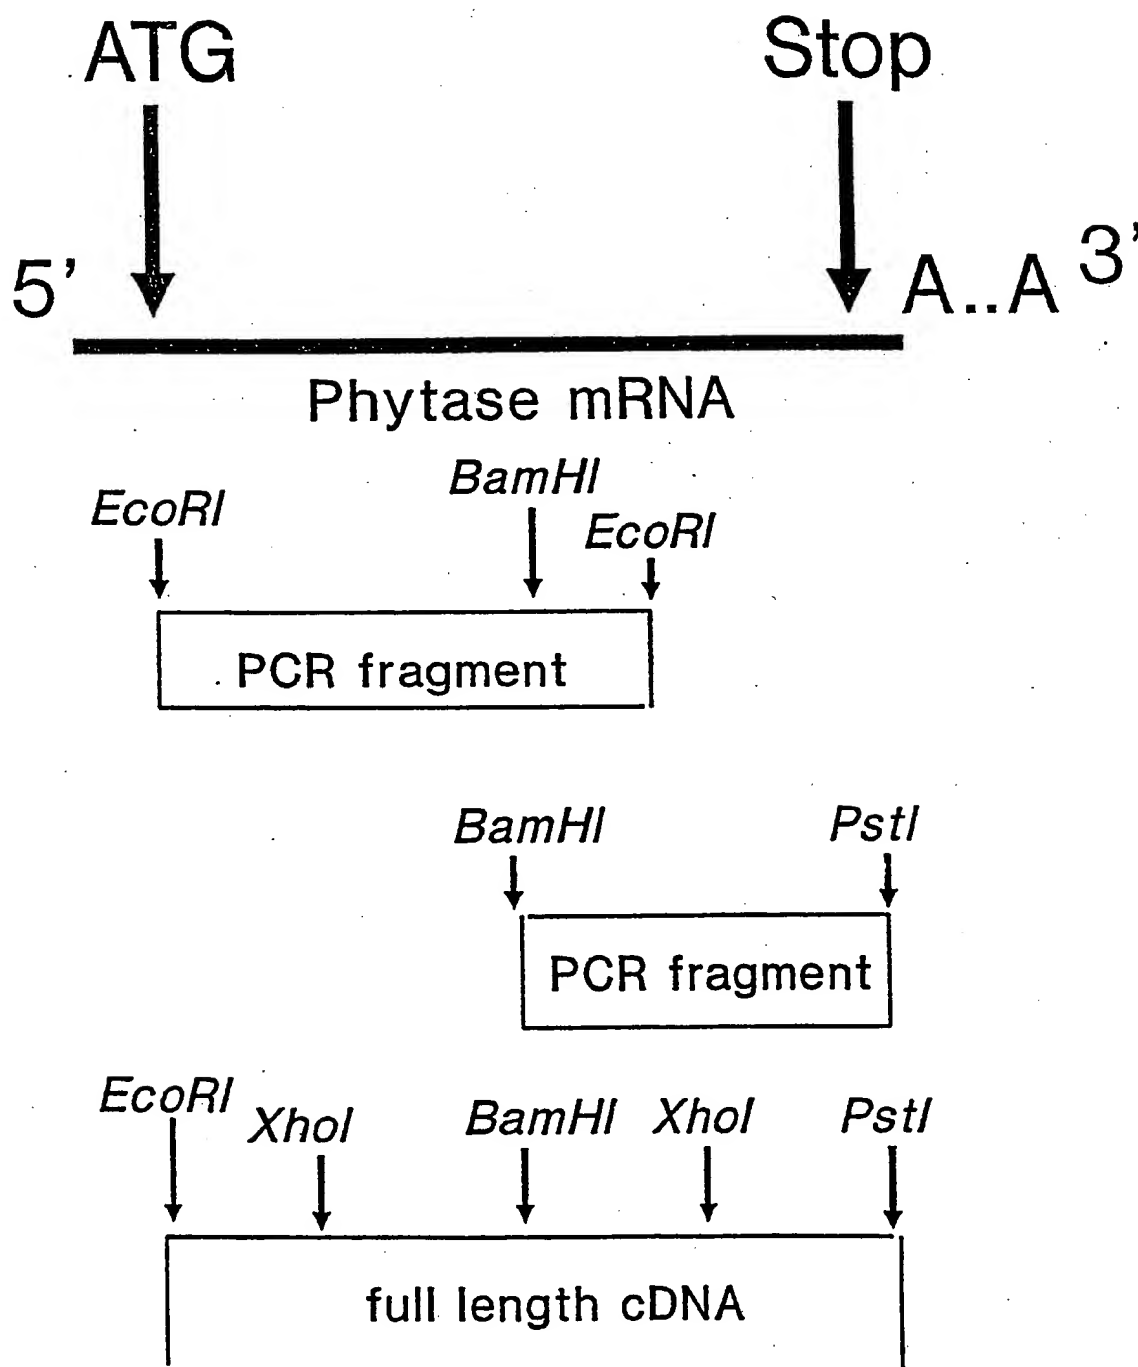 ATG Stop
5' A..A 3'
Phytase mRNA
EcoRI BamHI EcoRI
PCR fragment
BamHI PstI
PCR fragment
EcoRI XhoI BamHI XhoI PstI
full length cDNA